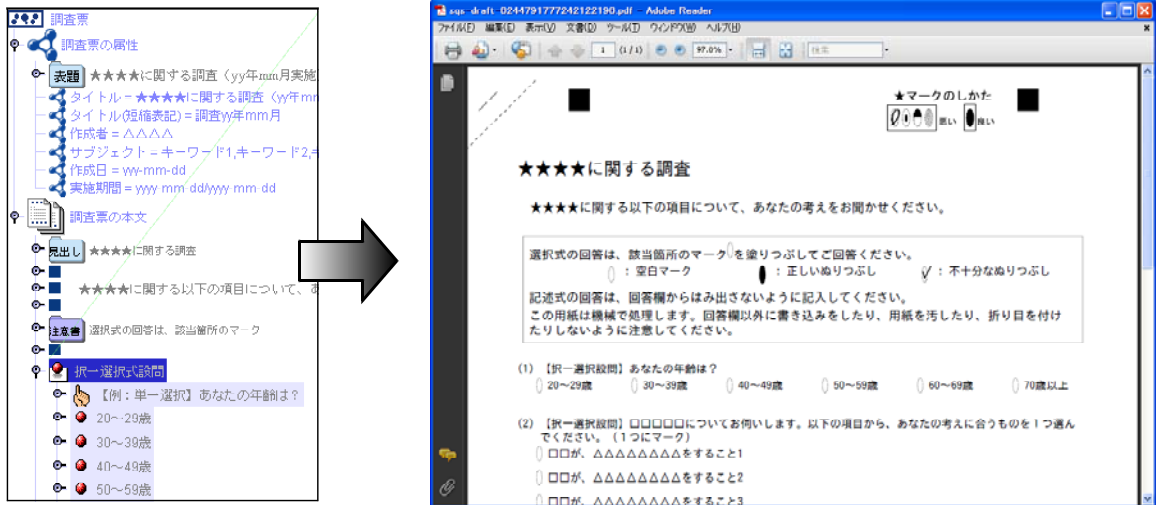 調査票
調査票の属性
表題 ★★★★に関する調査（yy年mm月実施
タイトル = ★★★★に関する調査（yy年mm
タイトル(短縮表記) = 調査yy年mm月
作成者 = △△△△
サブジェクト = キーワード1,キーワード2,
作成日 = yyyy-mm-dd
実施期間 = yyyy-mm-dd/yyyy-mm-dd
調査票の本文
見出し ★★★★に関する調査
★★★★に関する以下の項目について、あ
注意書 選択式の回答は、該当箇所のマーク
択一選択式設問
【例：単一選択】あなたの年齢は？
20～29歳
30～39歳
40～49歳
50～59歳
sqs-draft-0244791777242122190.pdf - Adobe Reader
ファイル(F) 編集(E) 表示(V) 文書(D) ツール(T) ウィンドウ(W) ヘルプ(H)
1 (1/1) 97.0% 検索
★マークのしかた
悪い 良い
★★★★に関する調査
★★★★に関する以下の項目について、あなたの考えをお聞かせください。
選択式の回答は、該当箇所のマークを塗りつぶしてご回答ください。
：空白マーク ：正しいぬりつぶし ：不十分なぬりつぶし
記述式の回答は、回答欄からはみ出さないように記入してください。
この用紙は機械で処理します。回答欄以外に書き込みをしたり、用紙を汚したり、折り目を付け
たりしないように注意してください。
(1) 【択一選択設問】あなたの年齢は？
20～29歳 30～39歳 40～49歳 50～59歳 60～69歳 70歳以上
(2) 【択一選択設問】□□□□□についてお伺いします。以下の項目から、あなたの考えに合うものを１つ選ん
でください。（１つにマーク）
□□が、△△△△△△△△をすること1
□□が、△△△△△△△△をすること2
□□が、△△△△△△△△をすること3